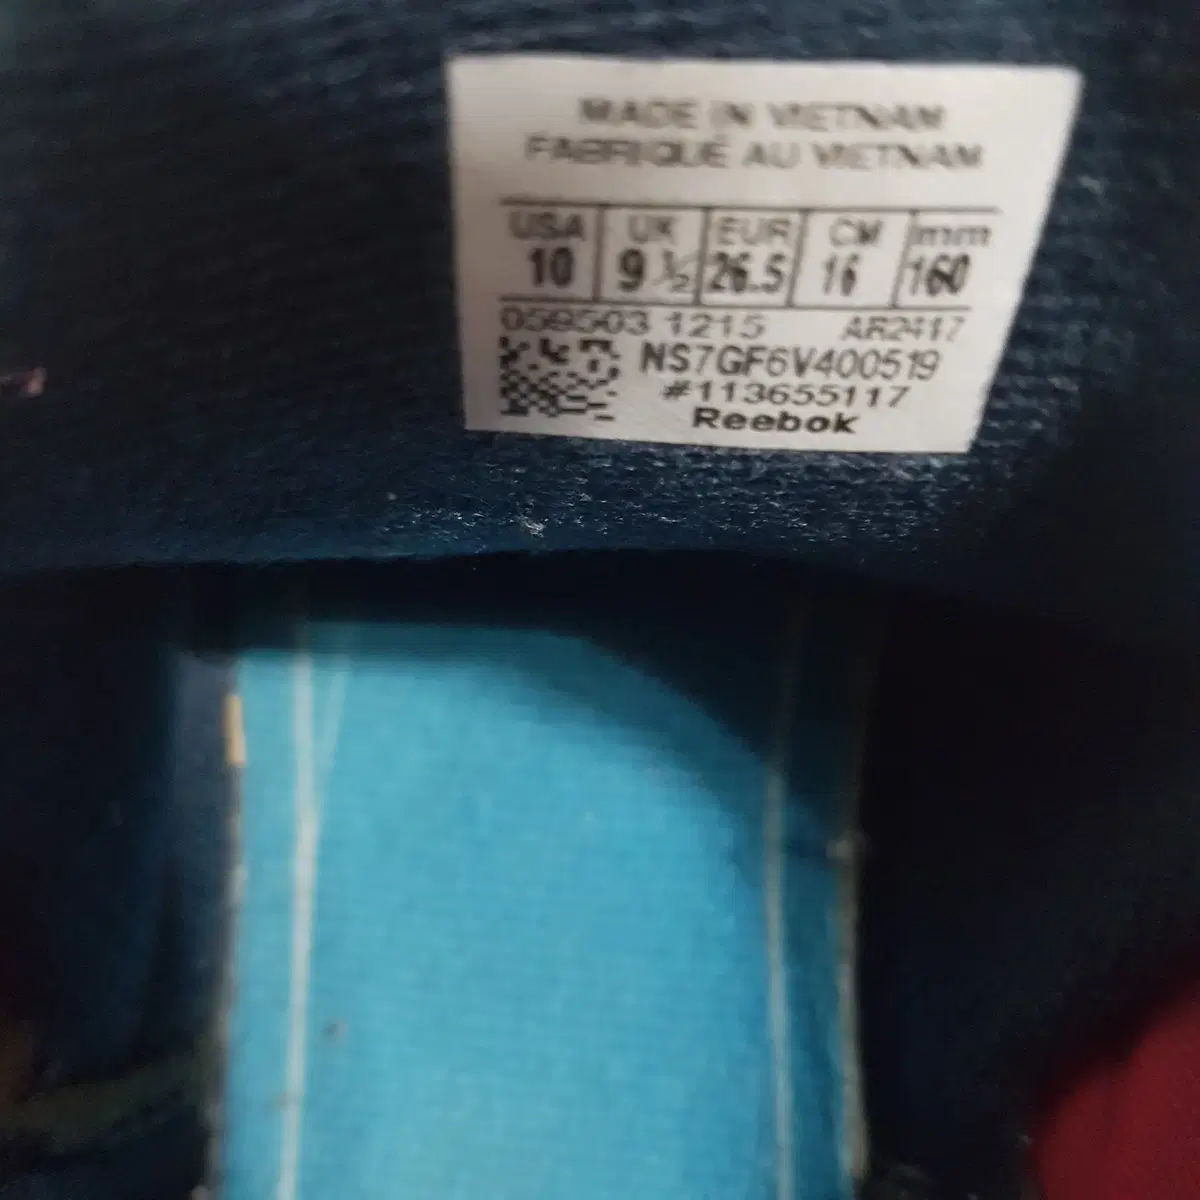 MADE IN VIETNAM
FABRIQUÉ AU VIETNAM
USA UK EUR CM mm
10 9 ½ 26.5 16 160
059503 1215 AR2417
NS7GF6V400519
#113655117
Reebok